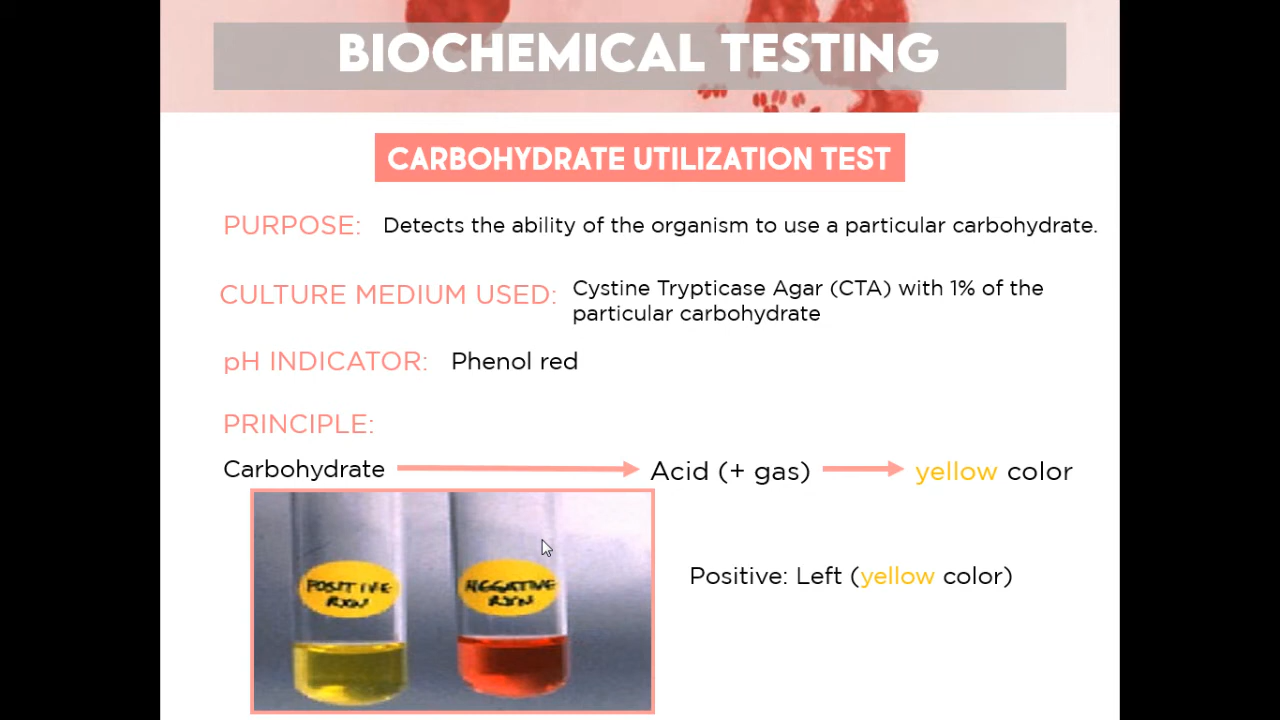 BIOCHEMICAL TESTING
CARBOHYDRATE UTILIZATION TEST
PURPOSE: Detects the ability of the organism to use a particular carbohydrate.
CULTURE MEDIUM USED: Cystine Trypticase Agar (CTA) with 1% of the
particular carbohydrate
pH INDICATOR: Phenol red
PRINCIPLE:
Carbohydrate Acid (+ gas) yellow color
POSITIVE
RXN
NEGGATIVE
RXN
Positive: Left (yellow color)